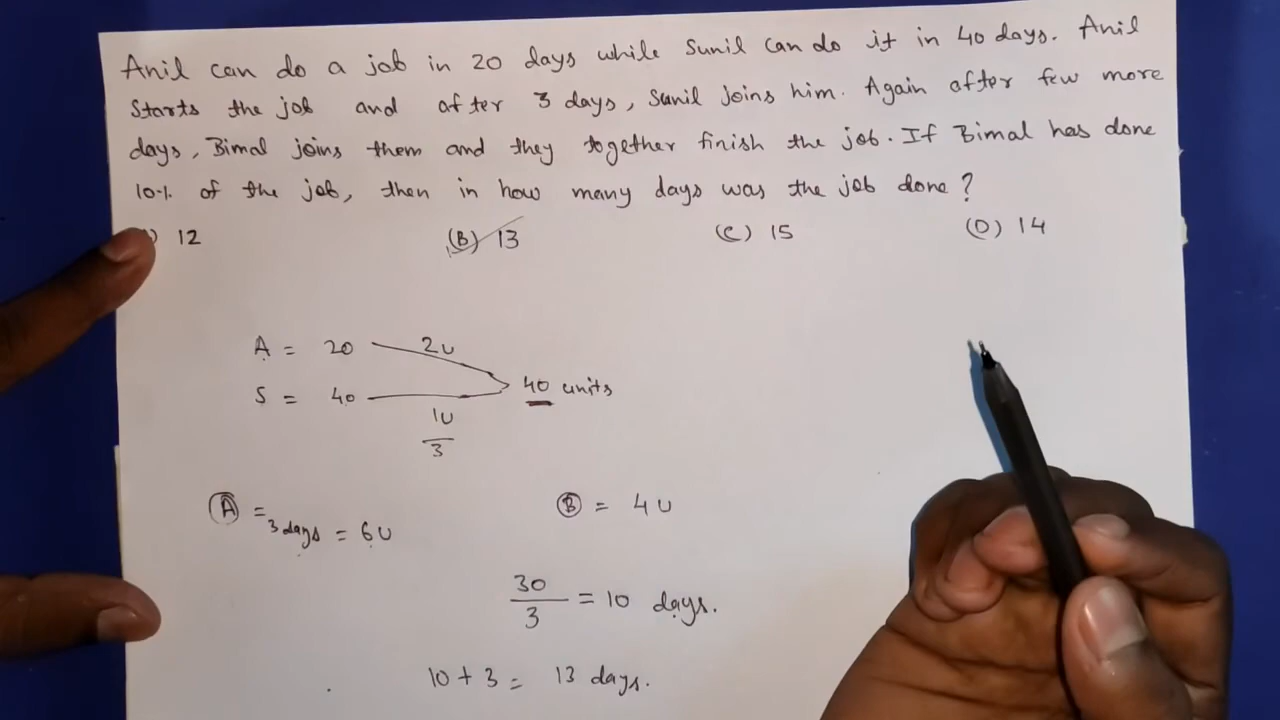 Anil can do a job in 20 days while Sunil can do it in 40 days. Anil
Starts the job and after 3 days, Sunil joins him. Again after few more
days, Bimal joins them and they together finish the job. If Bimal has done
10% of the job, then in how many days was the job done?
) 12 (B) 13 (C) 15 (D) 14
A = 20 2u
40 units
S = 40
1u
3
(A) =
3 days = 6u
(B) = 4u
30
3
= 10 days.
10 + 3 = 13 days.